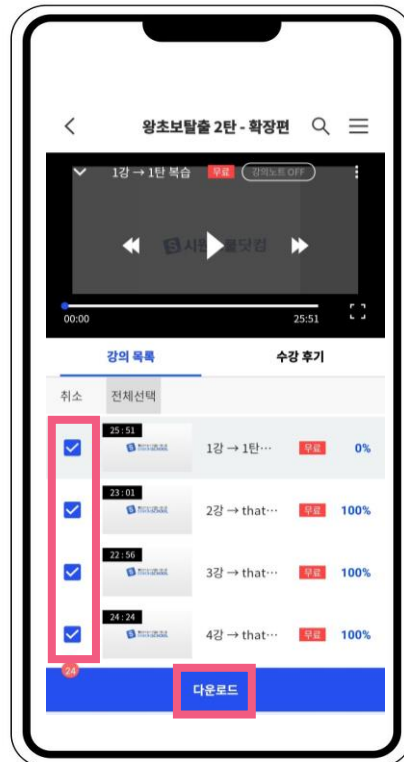 왕초보탈출 2탄 - 확장편
1강 → 1탄 복습 무료 강의노트 OFF
00:00 25:51
강의 목록 수강 후기
취소 전체선택
25:51
1강 → 1탄… 무료 0%
23:01
2강 → that… 무료 100%
22:56
3강 → that… 무료 100%
24:24
4강 → that… 무료 100%
24
다운로드